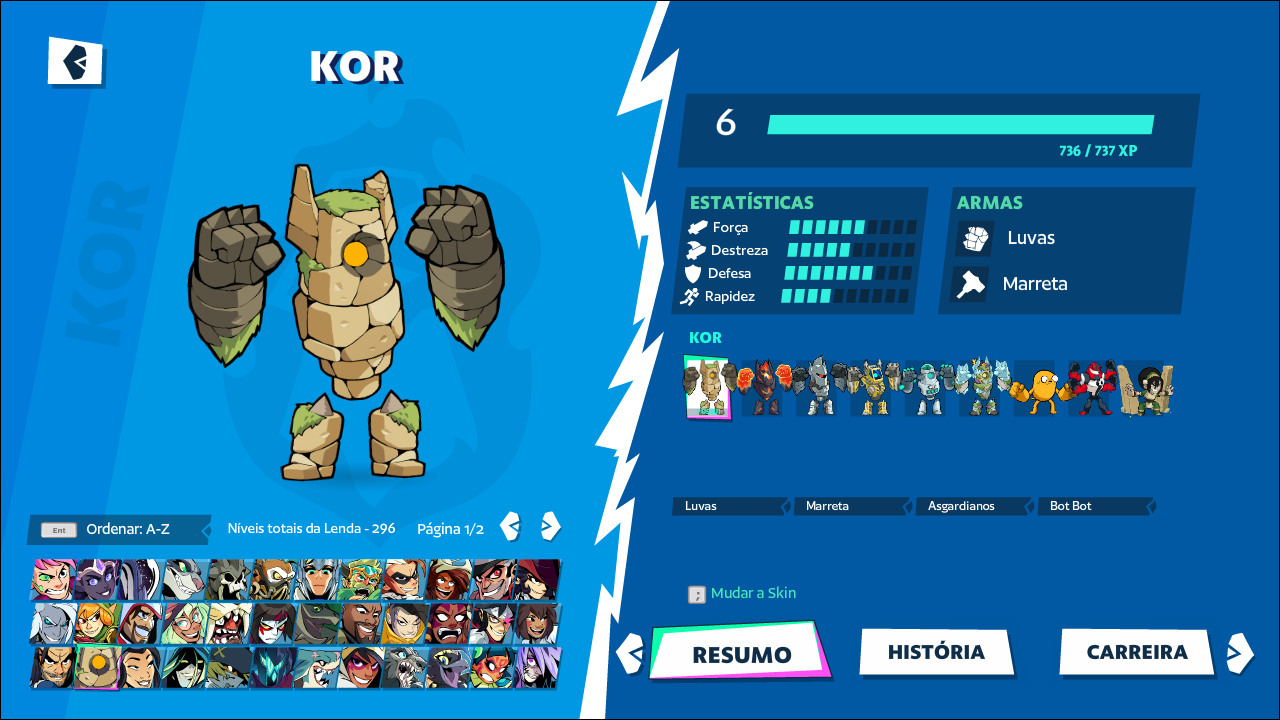 KOR
KOR
6
736 / 737 XP
ESTATÍSTICAS
Força
Destreza
Defesa
Rapidez
ARMAS
Luvas
Marreta
KOR
Ent Ordenar: A-Z
Níveis totais da Lenda - 296
Página 1/2
Luvas
Marreta
Asgardianos
Bot Bot
; Mudar a Skin
RESUMO
HISTÓRIA
CARREIRA